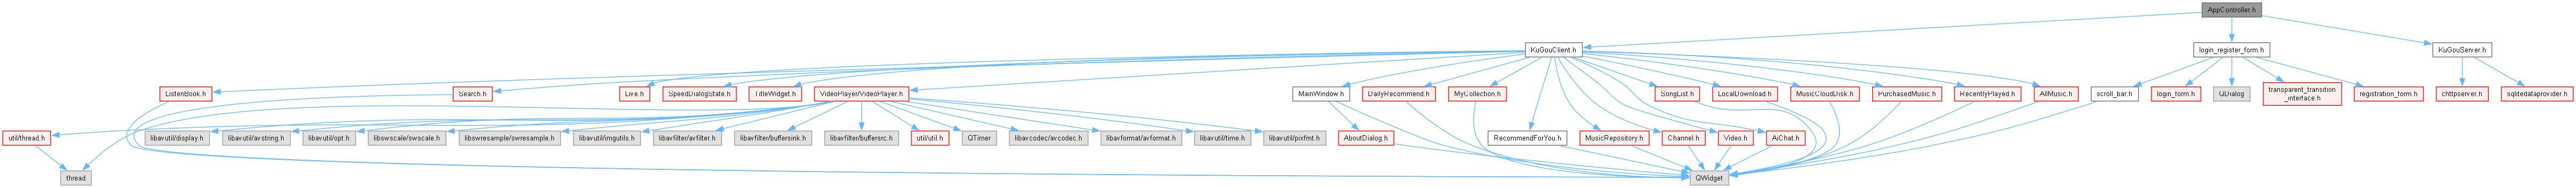 AppController.h
KuGouClient.h
login_register_form.h
KuGouServer.h
ListenBook.h
Search.h
Live.h
SpeedDialogState.h
TitleWidget.h
VideoPlayer/VideoPlayer.h
MainWindow.h
DailyRecommend.h
MyCollection.h
SongList.h
LocalDownload.h
MusicCloudDisk.h
PurchasedMusic.h
RecentlyPlayed.h
AllMusic.h
scroll_bar.h
login_form.h
QDialog
transparent_transition
_interface.h
registration_form.h
chttpserver.h
sqlitedataprovider.h
util/thread.h
libavutil/display.h
libavutil/avstring.h
libavutil/opt.h
libswscale/swscale.h
libswresample/swresample.h
libavutil/imgutils.h
libavfilter/avfilter.h
libavfilter/buffersink.h
libavfilter/buffersrc.h
util/util.h
QTimer
libavcodec/avcodec.h
libavformat/avformat.h
libavutil/time.h
libavutil/pixfmt.h
AboutDialog.h
RecommendForYou.h
MusicRepository.h
Channel.h
Video.h
AiChat.h
thread
QWidget